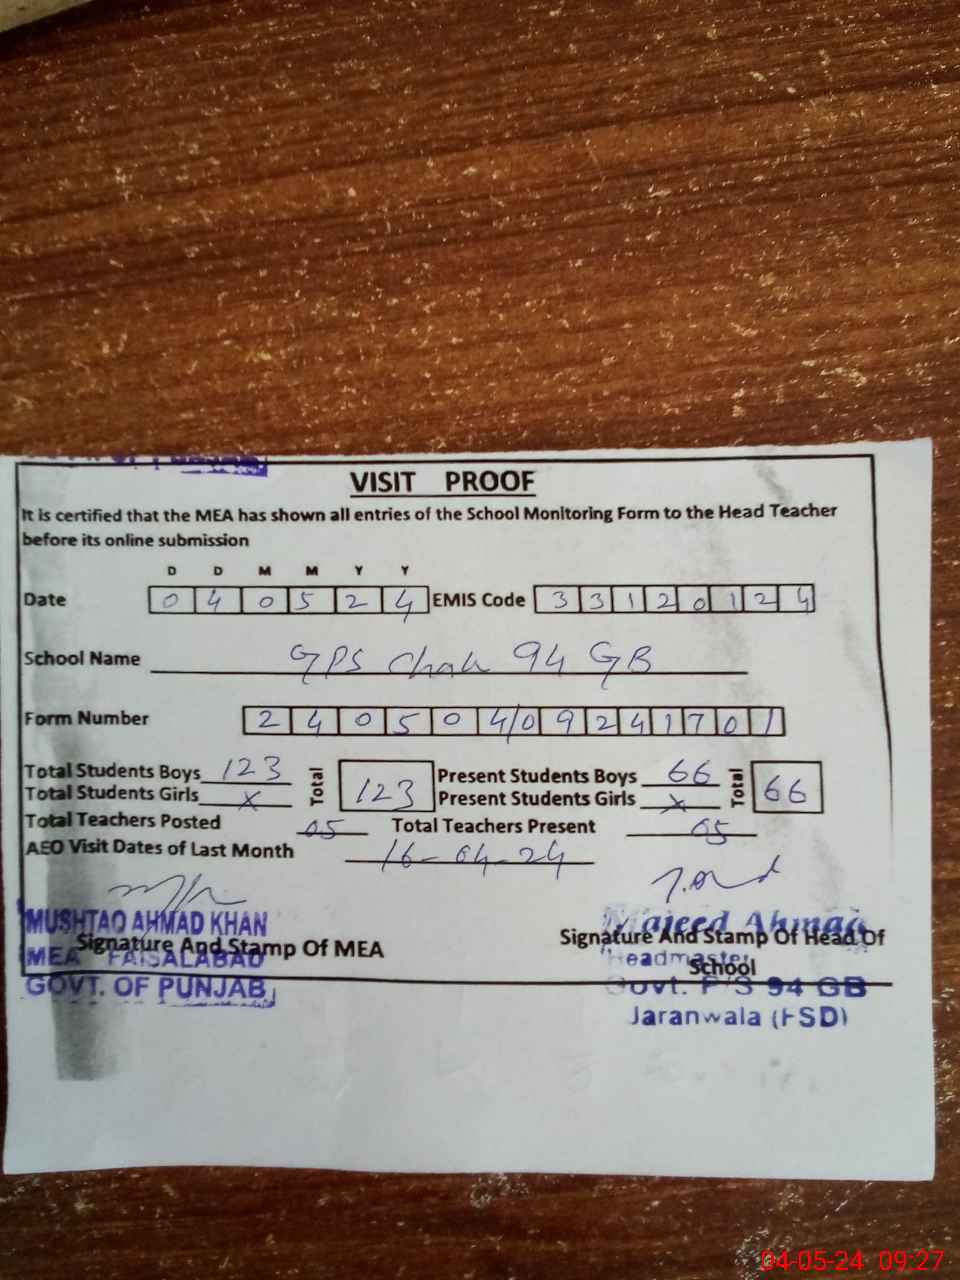 VISIT PROOF
It is certified that the MEA has shown all entries of the School Monitoring Form to the Head Teacher
before its online submission
D D M M Y Y
Date 0 4 0 5 2 4 EMIS Code 3 3 1 2 0 1 2 4
School Name GPS Chak 94 GB
Form Number 2 4 0 5 0 4/0 9 2 4 1 7 0 1
Total Students Boys 123 Total 123 Present Students Boys 66 Total 66
Total Students Girls x Present Students Girls x
Total Teachers Posted 05 Total Teachers Present 05
AEO Visit Dates of Last Month 16-04-24
MUSHTAQ AHMAD KHAN
MEA FAISALABAD
GOVT. OF PUNJAB
Signature And Stamp Of MEA
Majeed Ahmad
Headmaster
Govt. P/S 94 GB
Jaranwala (FSD)
Signature And Stamp Of Head Of
School
04-05-24 09:27